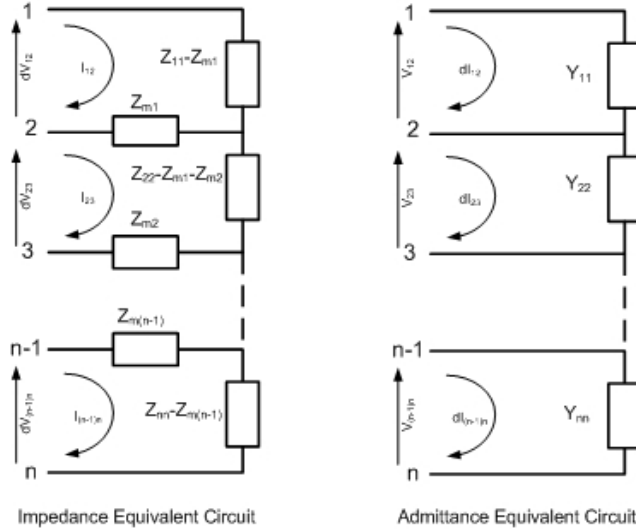 1
dV₁₂
I₁₂
Z₁₁-Zₘ₁
Zₘ₁
2
dV₂₃
I₂₃
Z₂₂-Zₘ₁-Zₘ₂
Zₘ₂
3
Zₘ₍ₙ₋₁₎
n-1
dV₍ₙ₋₁₎ₙ
I₍ₙ₋₁₎ₙ
Zₙₙ-Zₘ₍ₙ₋₁₎
n
Impedance Equivalent Circuit
1
V₁₂
dI₁₂
Y₁₁
2
V₂₃
dI₂₃
Y₂₂
3
n-1
V₍ₙ₋₁₎ₙ
dI₍ₙ₋₁₎ₙ
Yₙₙ
n
Admittance Equivalent Circuit